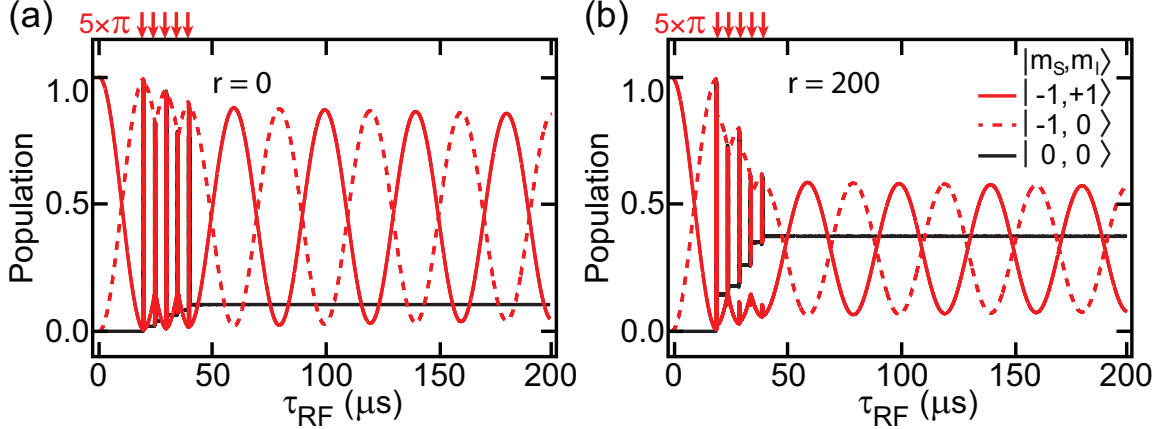 (a)
5×π
r = 0
1.0
0.5
0.0
Population
0
50
100
150
200
τRF (μs)
(b)
5×π
r = 200
|mS,mI⟩
| -1,+1⟩
| -1, 0 ⟩
| 0 , 0 ⟩
1.0
0.5
0.0
Population
0
50
100
150
200
τRF (μs)